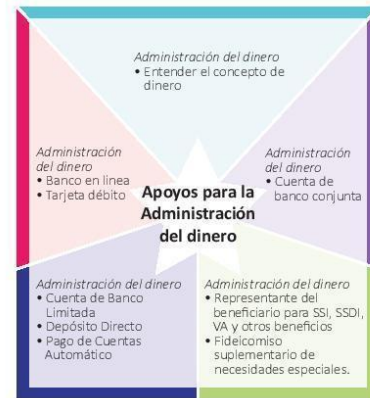 Administración del dinero
• Entender el concepto de
dinero
Administración
del dinero
• Banco en linea
• Tarjeta débito
Apoyos para la
Administración
del dinero
Administración
del dinero
• Cuenta de
banco conjunta
Administración del dinero
• Cuenta de Banco
Limitada
• Depósito Directo
• Pago de Cuentas
Automático
Administración del dinero
• Representante del
beneficiario para SSI, SSDI,
VA y otros beneficios
• Fideicomiso
suplementario de
necesidades especiales.